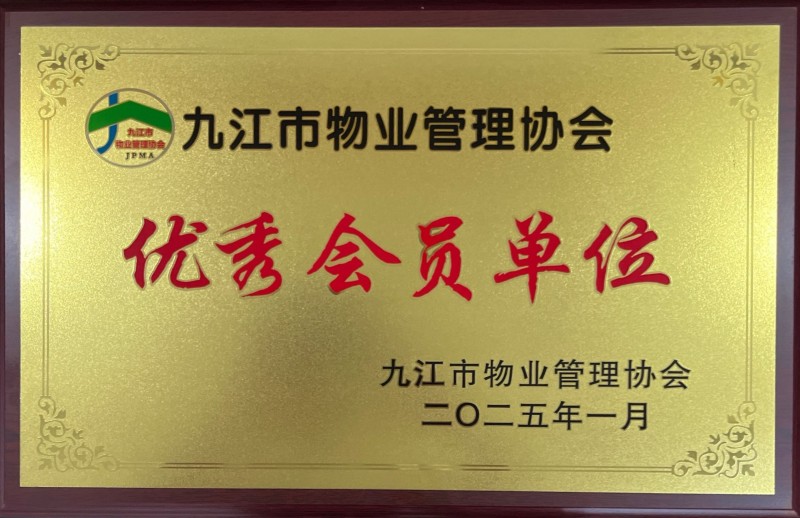 九江市
物业管理协会
JPMA
九江市物业管理协会
优秀会员单位
九江市物业管理协会
二〇二五年一月